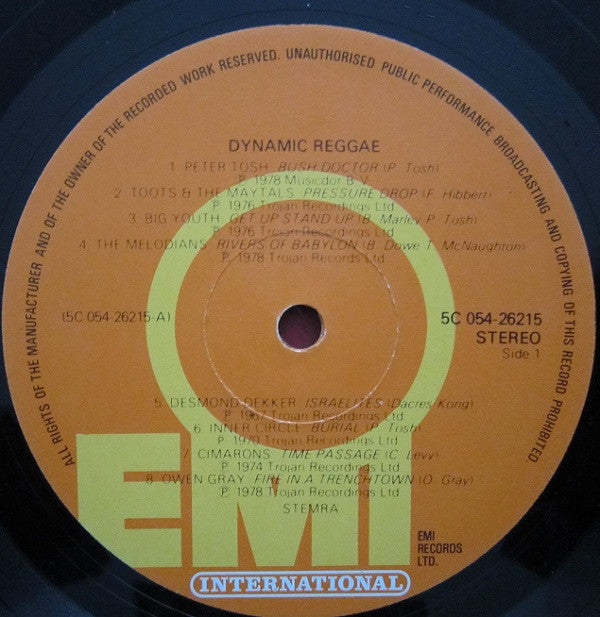 ALL RIGHTS OF THE MANUFACTURER AND OF THE OWNER OF THE RECORDED WORK RESERVED. UNAUTHORISED PUBLIC PERFORMANCE BROADCASTING AND COPYING OF THIS RECORD PROHIBITED.
DYNAMIC REGGAE
1. PETER TOSH: BUSH DOCTOR (P. Tosh)
℗ 1978 Musicdor B.V.
2. TOOTS & THE MAYTALS: PRESSURE DROP (F. Hibbert)
℗ 1976 Trojan Recordings Ltd
3. BIG YOUTH: GET UP STAND UP (B. Marley P. Tosh)
℗ 1976 Trojan Recordings Ltd
4. THE MELODIANS: RIVERS OF BABYLON (B. Dowe T. McNaughtom)
℗ 1978 Trojan Records Ltd
(5C 054 26215-A)
5C 054-26215
STEREO
Side 1
5. DESMOND DEKKER: ISRAELITES (Dacres Kong)
℗ 1967 Trojan Recordings Ltd
6. INNER CIRCLE: BURIAL (P. Tosh)
℗ 1970 Trojan Recordings Ltd
7. CIMARONS: TIME PASSAGE (C. Levy)
℗ 1974 Trojan Recordings Ltd
8. OWEN GRAY: FIRE IN A TRENCHTOWN (O. Gray)
℗ 1978 Trojan Recordings Ltd
STEMRA
EMI
EMI
RECORDS
LTD.
INTERNATIONAL